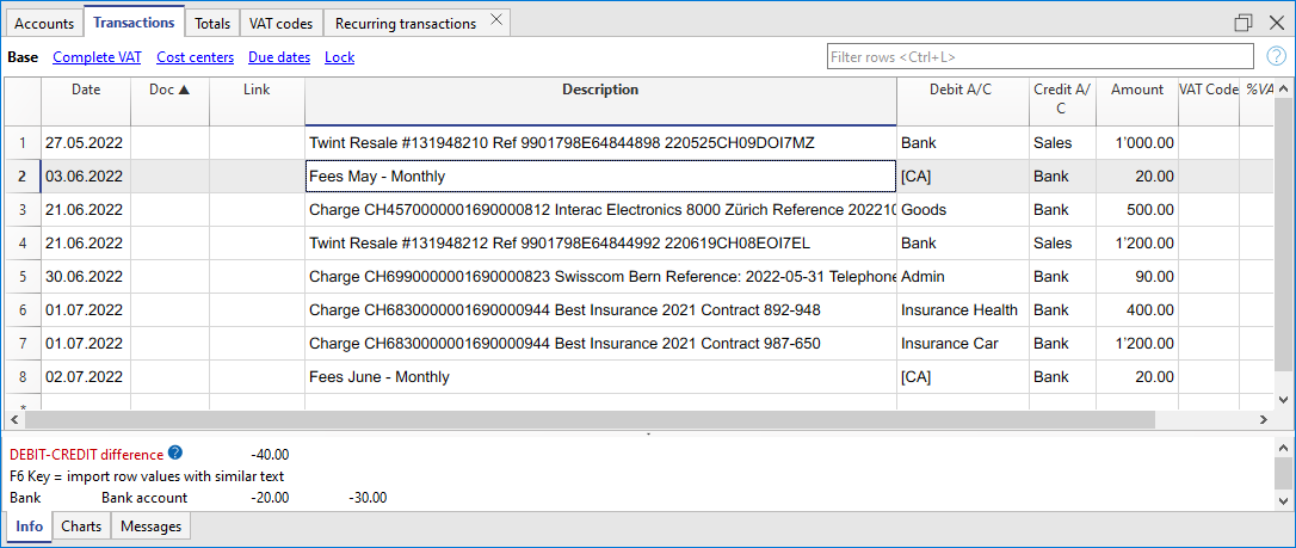 Accounts Transactions Totals VAT codes Recurring transactions
Base Complete VAT Cost centers Due dates Lock Filter rows <Ctrl+L>
Date Doc Link Description Debit A/C Credit A/C Amount VAT Code %VA
1 27.05.2022 Twint Resale #131948210 Ref 9901798E64844898 220525CH09DOI7MZ Bank Sales 1'000.00
2 03.06.2022 Fees May - Monthly [CA] Bank 20.00
3 21.06.2022 Charge CH4570000001690000812 Interac Electronics 8000 Zürich Reference 202210 Goods Bank 500.00
4 21.06.2022 Twint Resale #131948212 Ref 9901798E64844992 220619CH08EOI7EL Bank Sales 1'200.00
5 30.06.2022 Charge CH6990000001690000823 Swisscom Bern Reference: 2022-05-31 Telephone Admin Bank 90.00
6 01.07.2022 Charge CH6830000001690000944 Best Insurance 2021 Contract 892-948 Insurance Health Bank 400.00
7 01.07.2022 Charge CH6830000001690000944 Best Insurance 2021 Contract 987-650 Insurance Car Bank 1'200.00
8 02.07.2022 Fees June - Monthly [CA] Bank 20.00
*
DEBIT-CREDIT difference ? -40.00
F6 Key = import row values with similar text
Bank Bank account -20.00 -30.00
Info Charts Messages